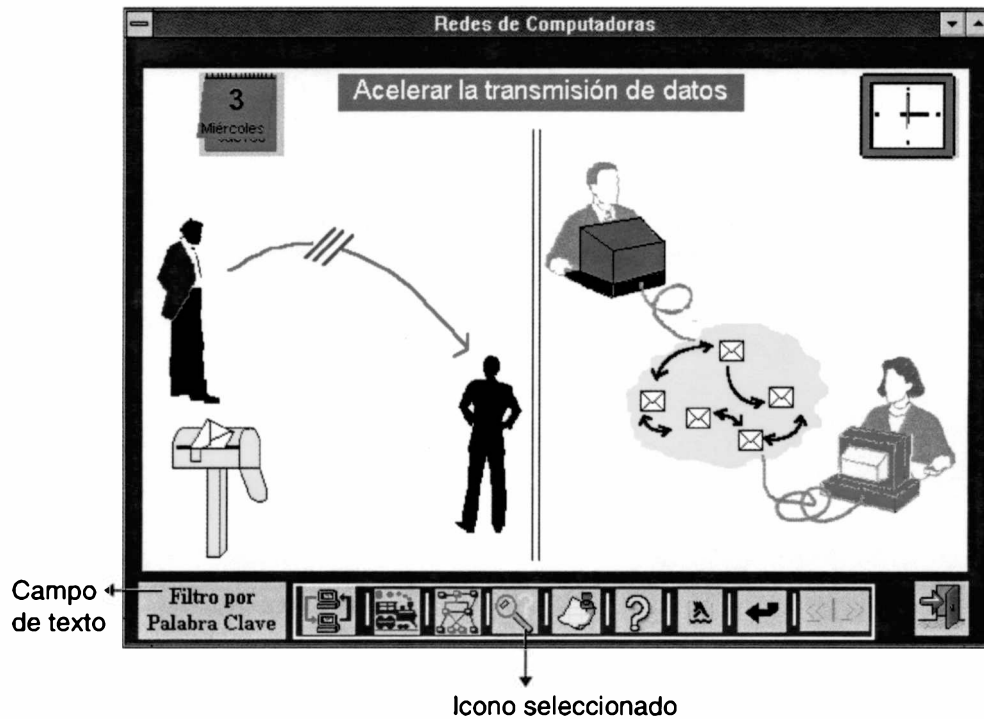 Redes de Computadoras
Acelerar la transmisión de datos
3
Miércoles
Campo
de texto
Filtro por
Palabra Clave
Icono seleccionado